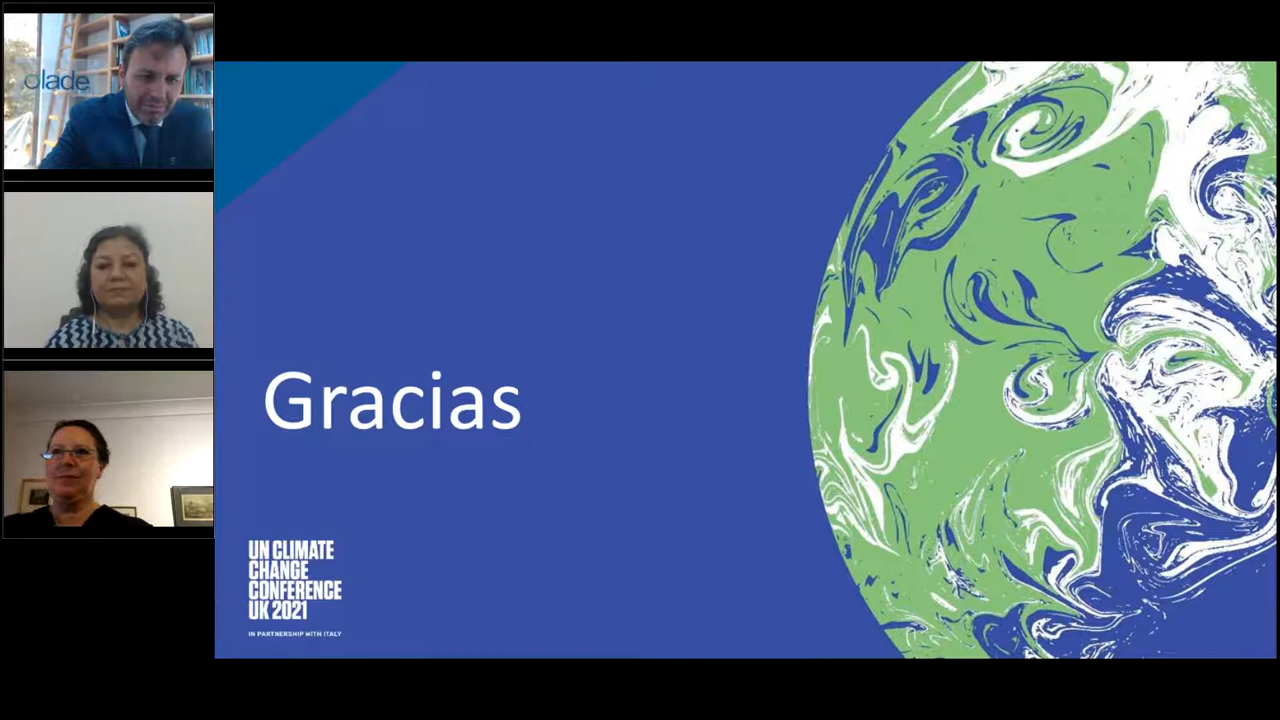 olade
Gracias
UN CLIMATE
CHANGE
CONFERENCE
UK 2021
IN PARTNERSHIP WITH ITALY